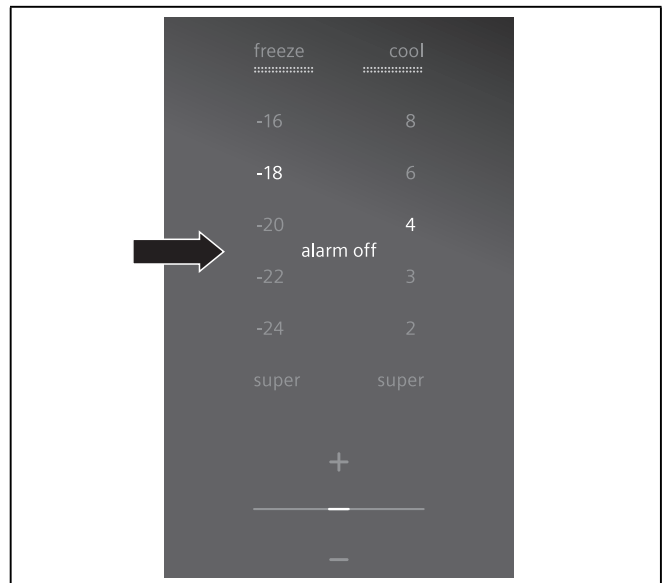 freeze cool
-16 8
-18 6
-20 4
alarm off
-22 3
-24 2
super super
+
–